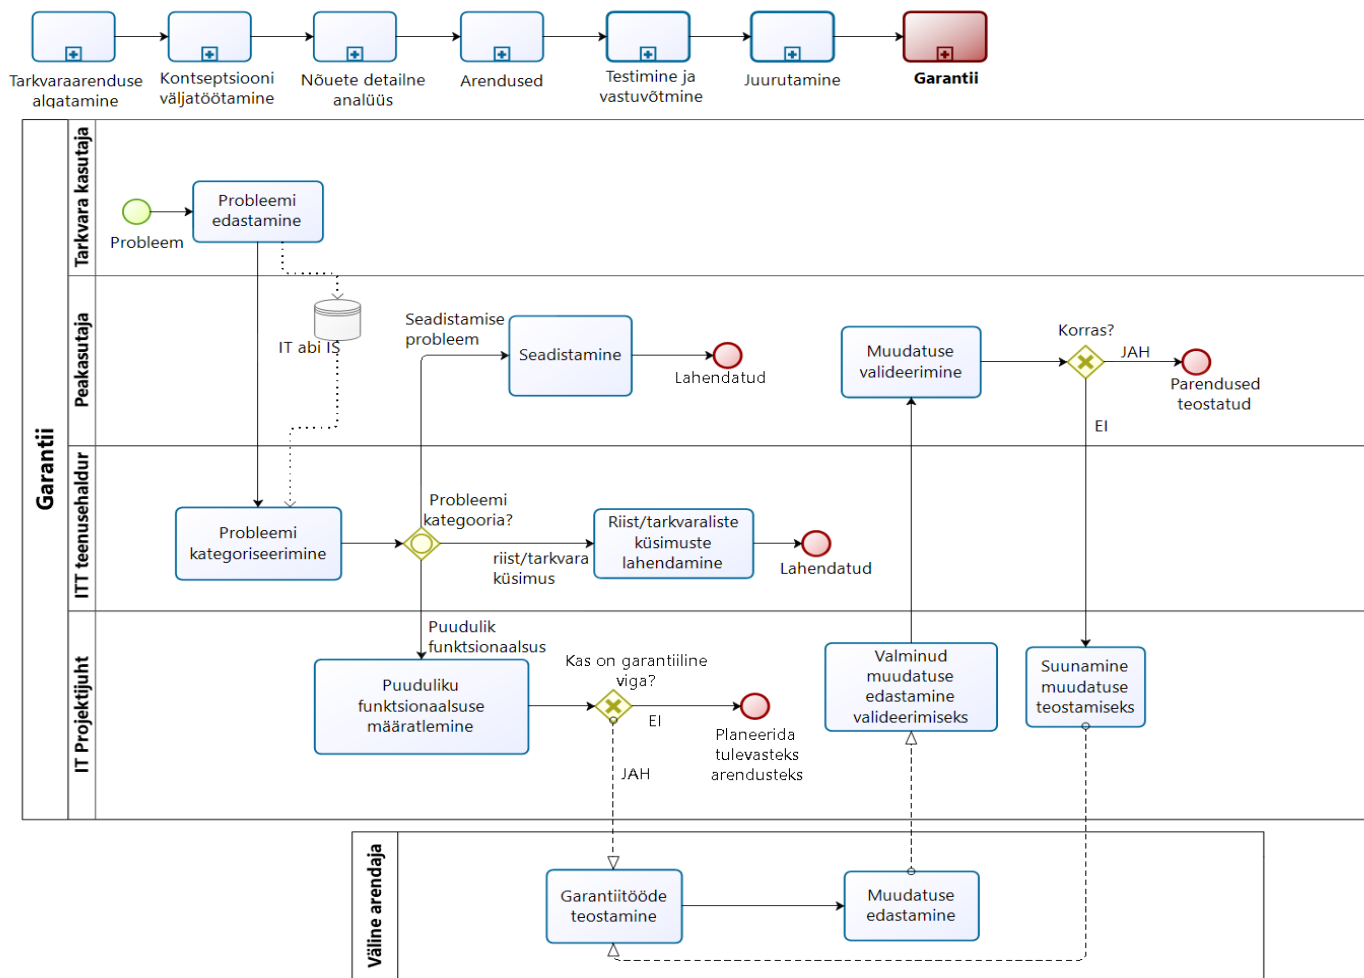 Tarkvaraarenduse
algatamine
Kontseptsiooni
väljatöötamine
Nõuete detailne
analüüs
Arendused
Testimine ja
vastuvõtmine
Juurutamine
Garantii
Garantii
Tarkvara kasutaja
Probleem
Probleemi
edastamine
Peakasutaja
IT abi IS
Seadistamise
probleem
Seadistamine
Lahendatud
Muudatuse
valideerimine
Korras?
JAH
EI
Parendused
teostatud
ITT teenusehaldur
Probleemi
kategoriseerimine
Probleemi
kategooria?
riist/tarkvara
küsimus
Riist/tarkvaraliste
küsimuste
lahendamine
Lahendatud
IT Projektijuht
Puudulik
funktsionaalsus
Puuduliku
funktsionaalsuse
määratlemine
Kas on garantiiline
viga?
EI
JAH
Planeerida
tulevasteks
arendusteks
Valminud
muudatuse
edastamine
valideerimiseks
Suunamine
muudatuse
teostamiseks
Väline arendaja
Garantiitööde
teostamine
Muudatuse
edastamine